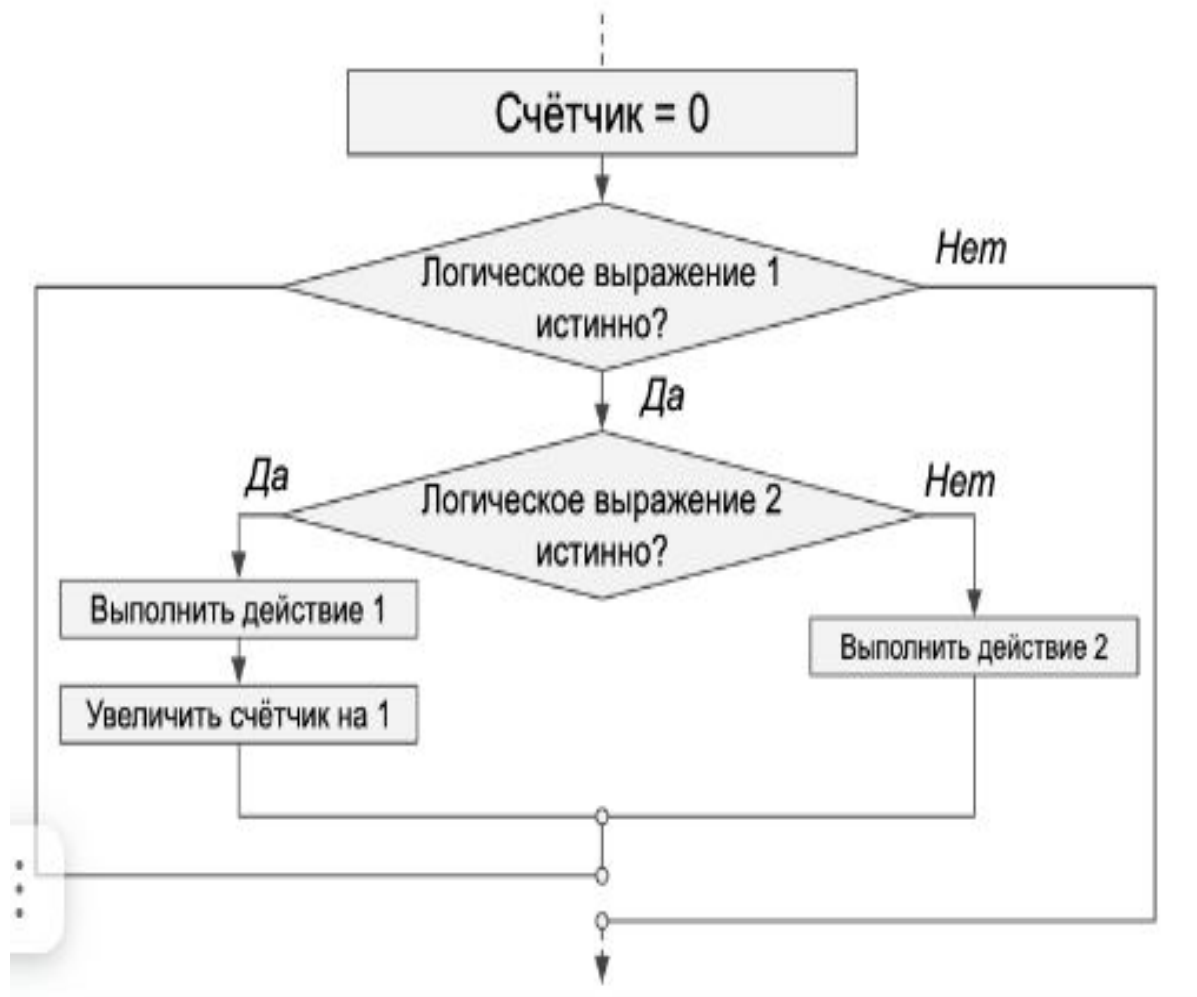 Счётчик = 0
Нет
Логическое выражение 1
истинно?
Да
Да
Нет
Логическое выражение 2
истинно?
Выполнить действие 1
Выполнить действие 2
Увеличить счётчик на 1